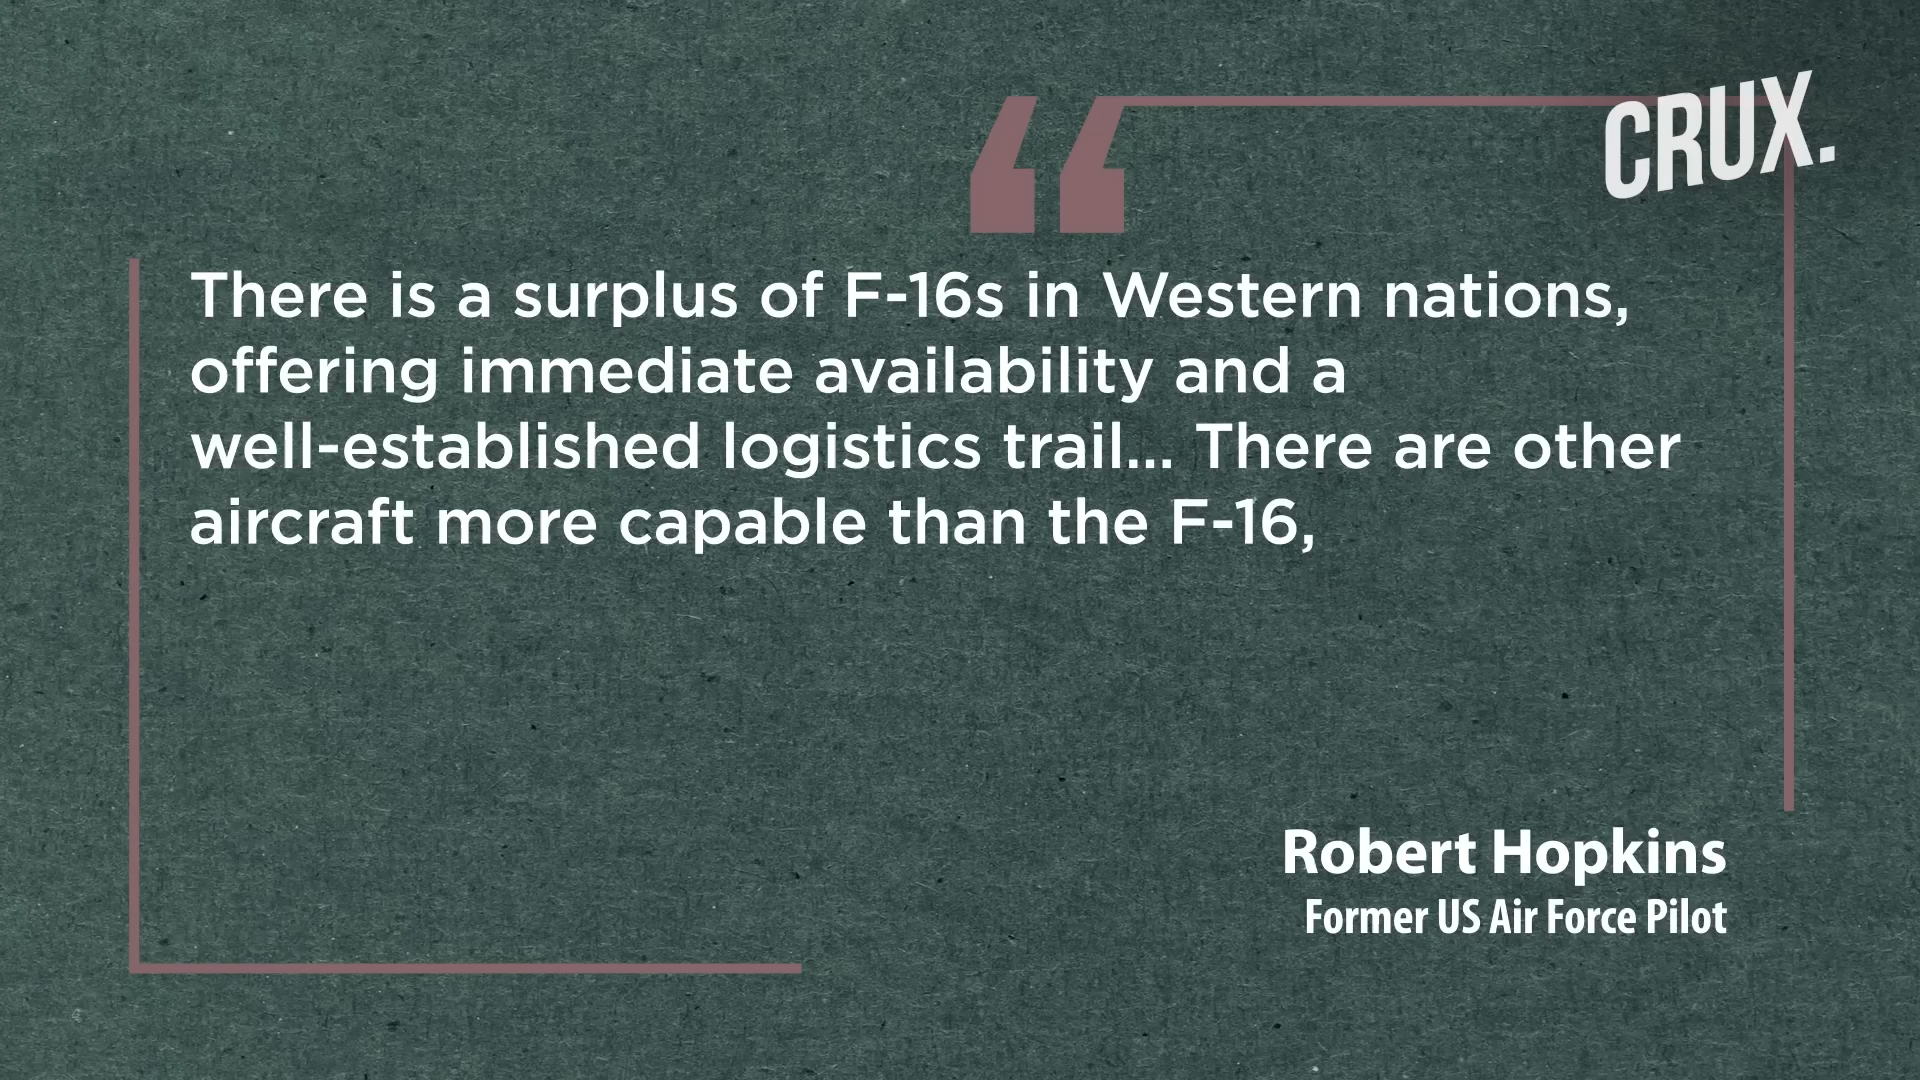 CRUX.
There is a surplus of F-16s in Western nations,
offering immediate availability and a
well-established logistics trail... There are other
aircraft more capable than the F-16,
Robert Hopkins
Former US Air Force Pilot